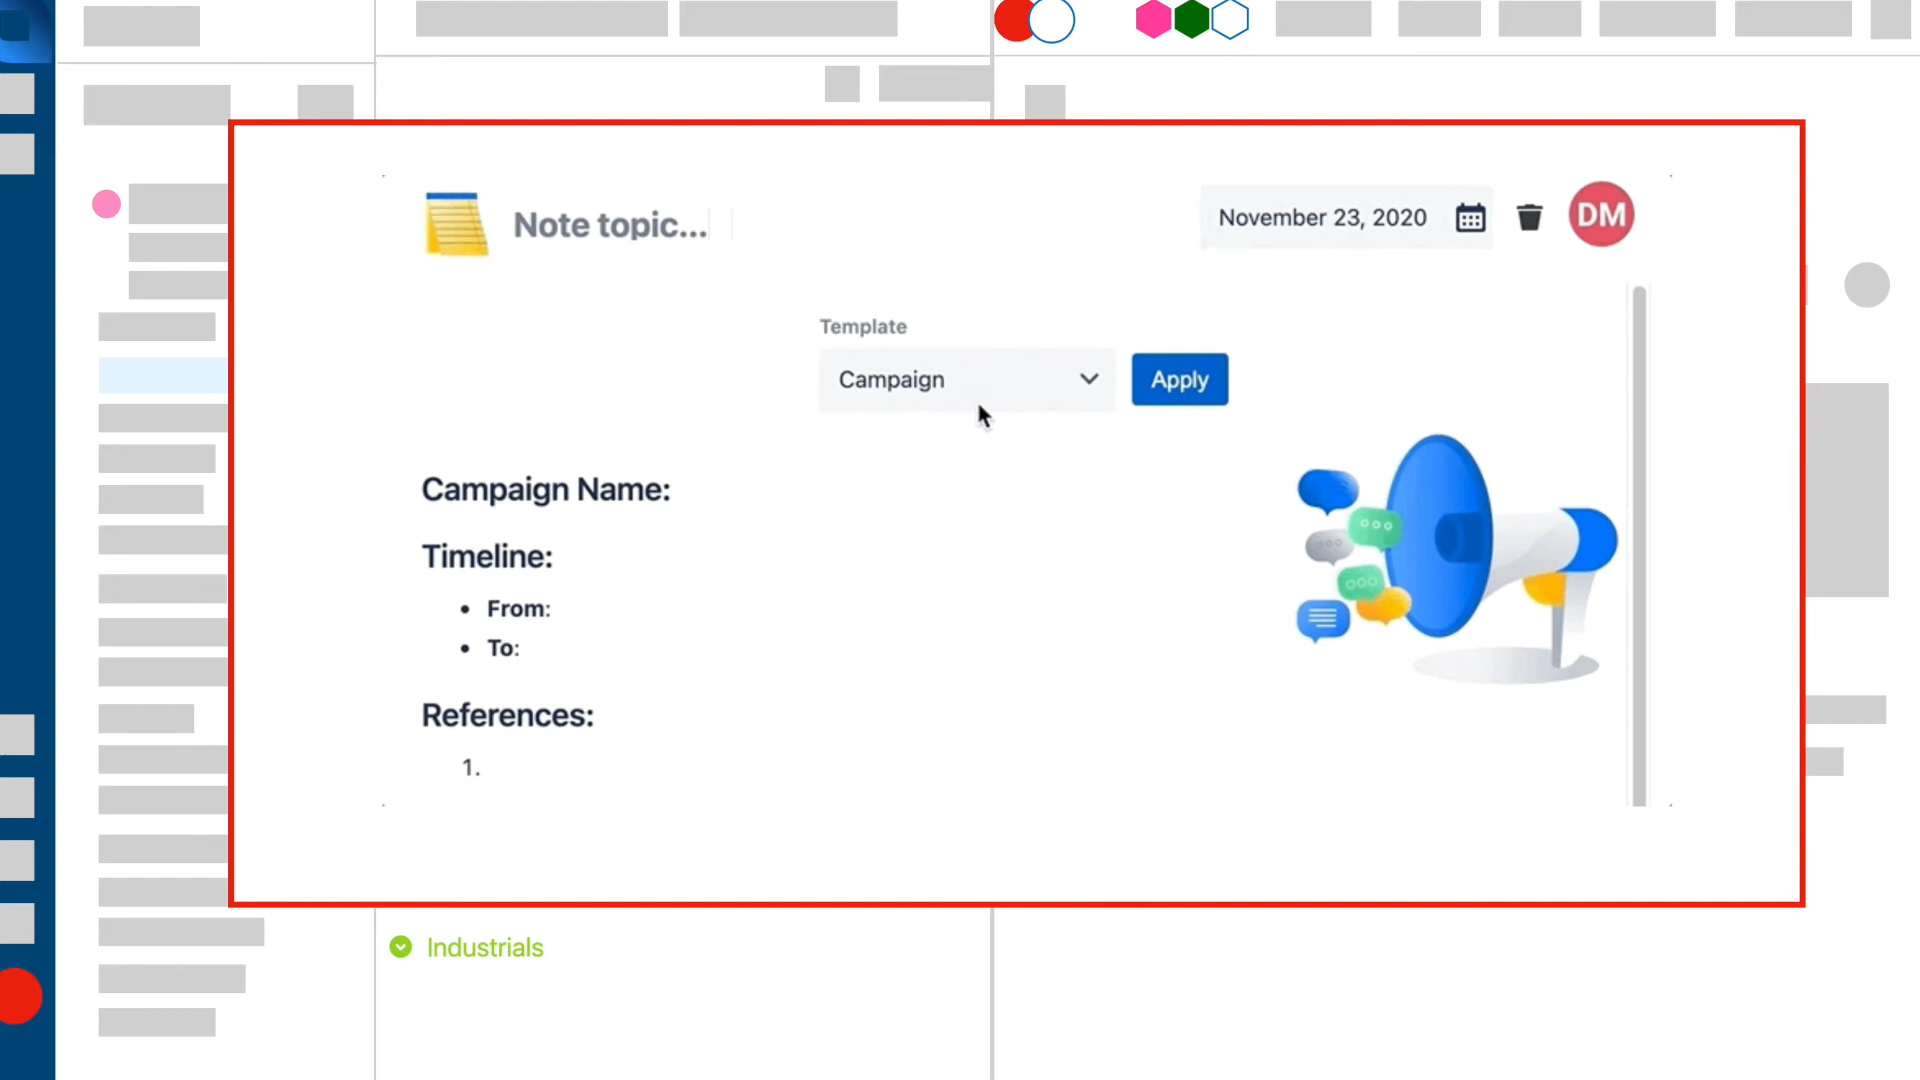 Note topic...
November 23, 2020
DM
Template
Campaign
Apply
Campaign Name:
Timeline:
• From:
• To:
References:
1.
Industrials